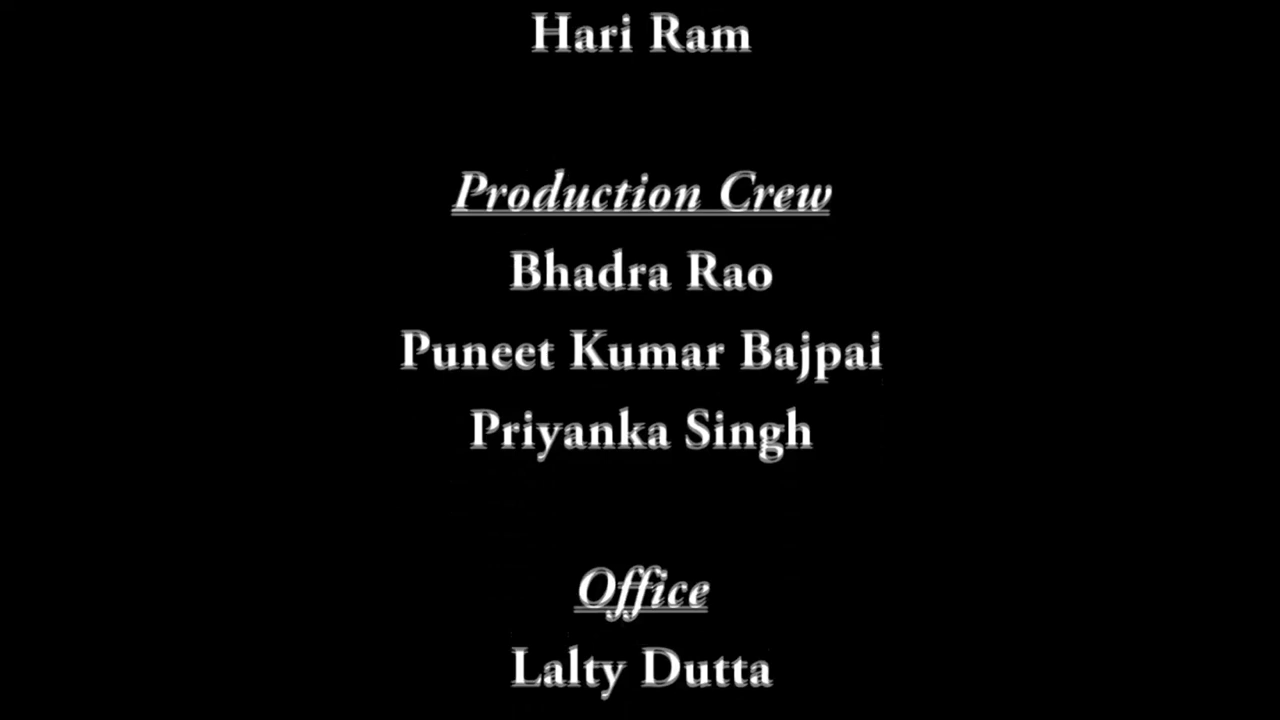 Hari Ram
Production Crew
Bhadra Rao
Puneet Kumar Bajpai
Priyanka Singh
Office
Lalty Dutta